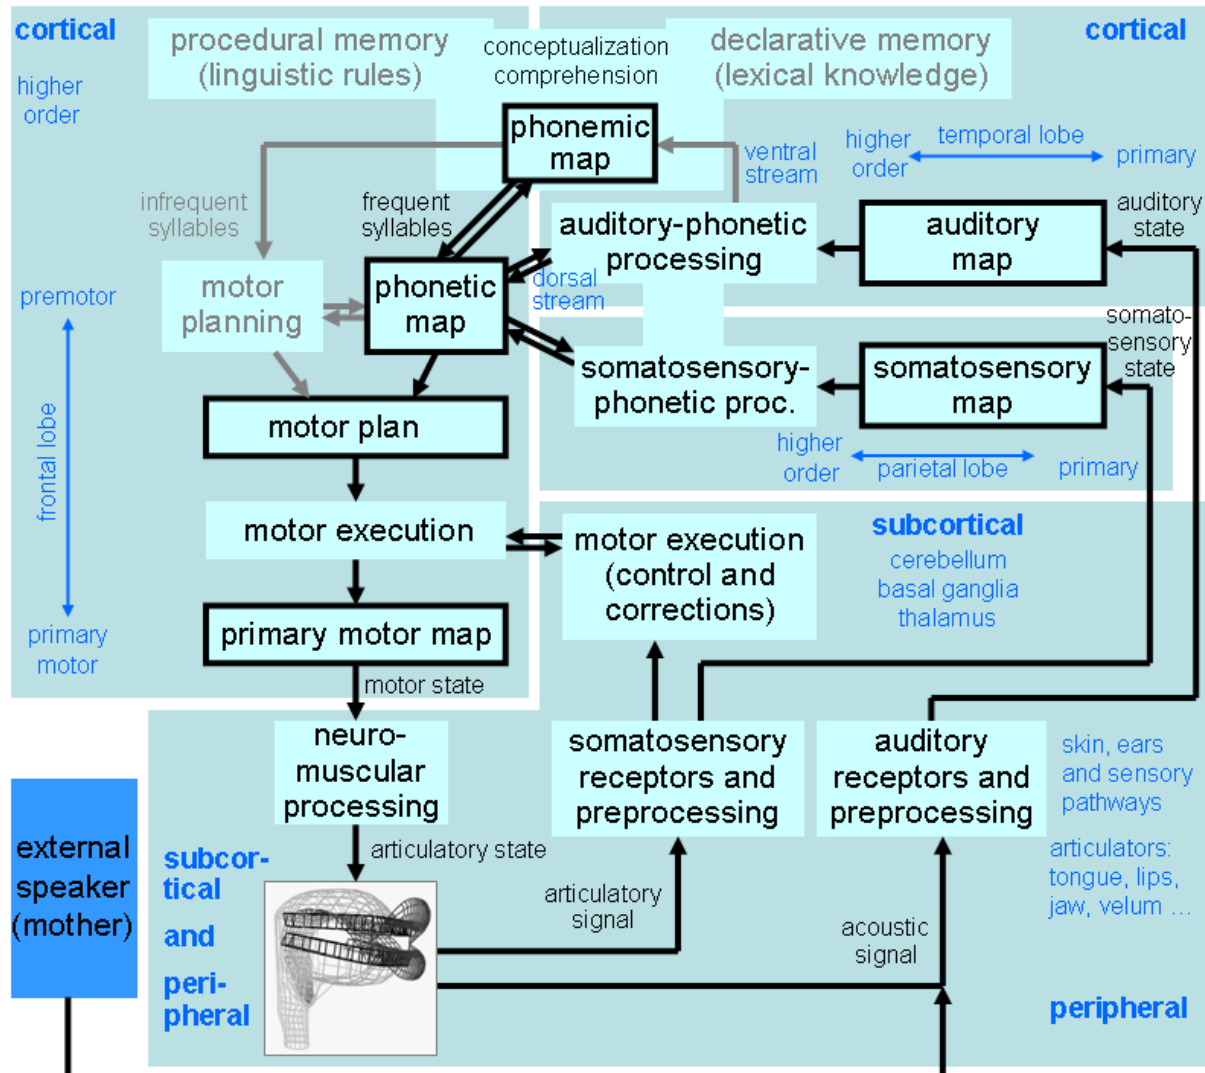 cortical
procedural memory
(linguistic rules)
conceptualization
comprehension
declarative memory
(lexical knowledge)
cortical
higher
order
phonemic
map
ventral
stream
higher
order
temporal lobe
primary
infrequent
syllables
frequent
syllables
auditory-phonetic
processing
auditory
map
auditory
state
premotor
motor
planning
phonetic
map
dorsal
stream
somato-
sensory
state
somatosensory-
phonetic proc.
somatosensory
map
motor plan
higher
order
parietal lobe
primary
frontal lobe
motor execution
motor execution
(control and
corrections)
subcortical
cerebellum
basal ganglia
thalamus
primary
motor
primary motor map
motor state
neuro-
muscular
processing
somatosensory
receptors and
preprocessing
auditory
receptors and
preprocessing
skin, ears
and sensory
pathways
external
speaker
(mother)
articulatory state
subcor-
tical
and
peri-
pheral
articulatory
signal
acoustic
signal
articulators:
tongue, lips,
jaw, velum ...
peripheral